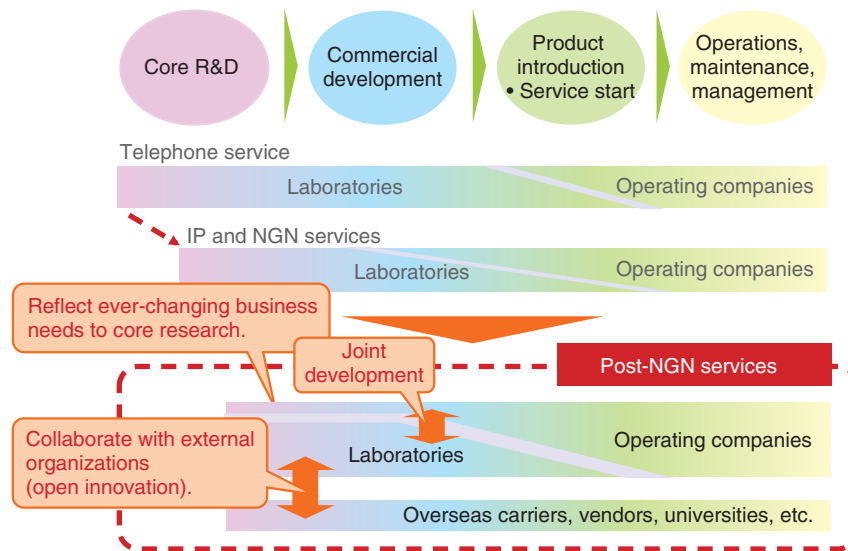 Core R&D
Commercial
development
Product
introduction
• Service start
Operations,
maintenance,
management
Telephone service
Laboratories
Operating companies
IP and NGN services
Laboratories
Operating companies
Reflect ever-changing business
needs to core research.
Joint
development
Post-NGN services
Collaborate with external
organizations
(open innovation).
Laboratories
Operating companies
Overseas carriers, vendors, universities, etc.